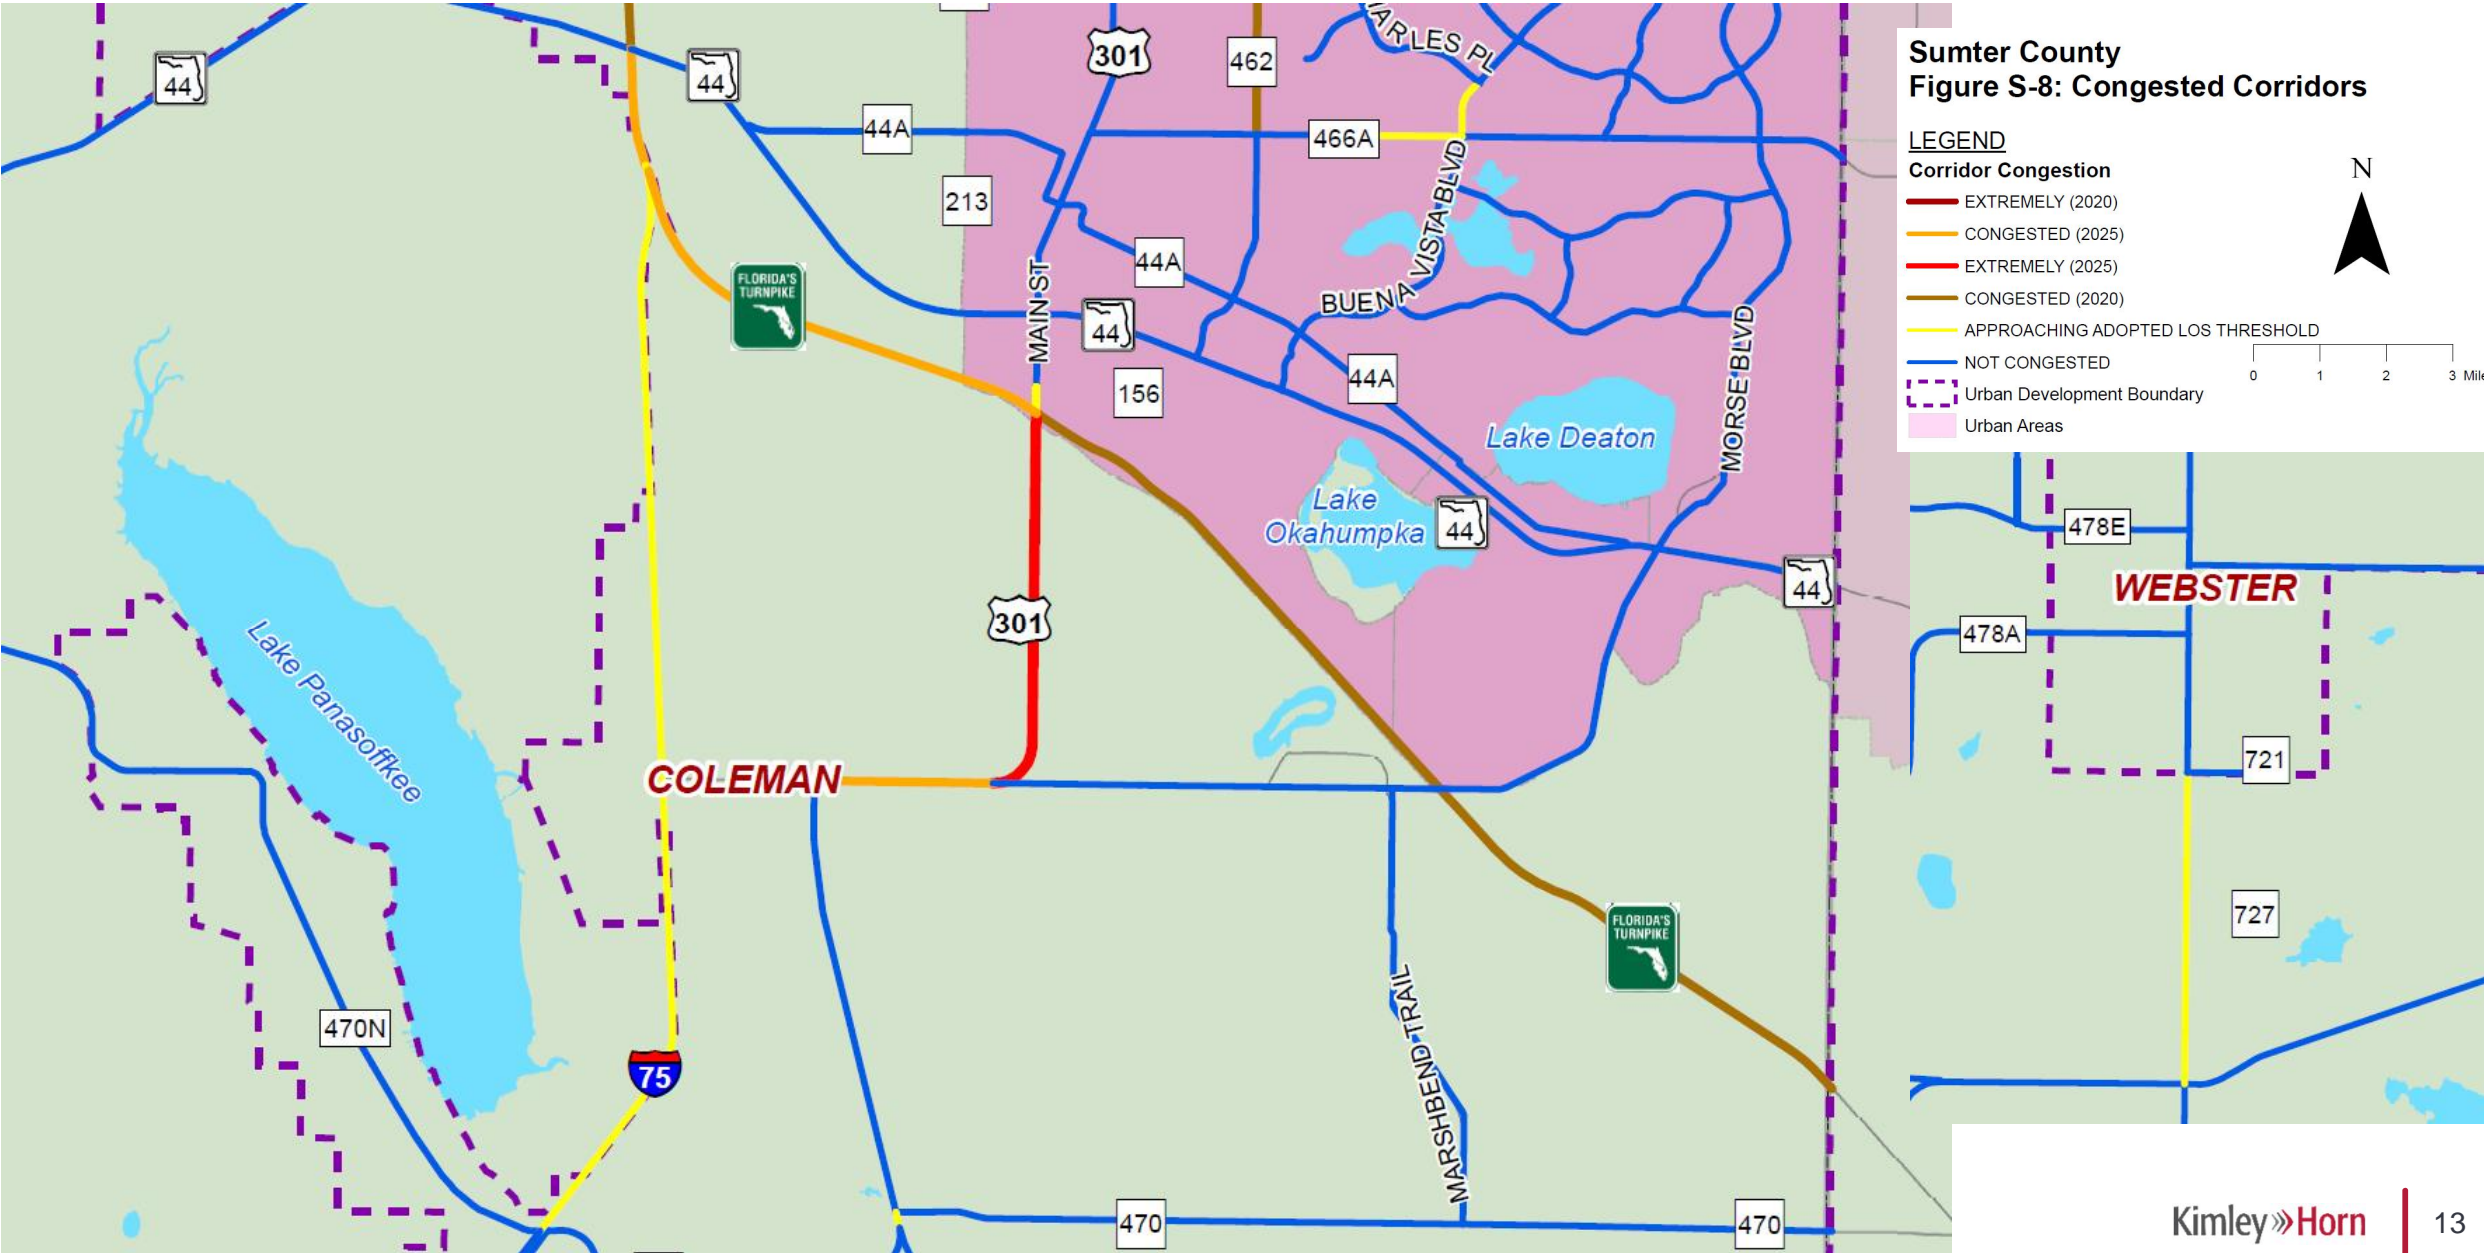 Sumter County
Figure S-8: Congested Corridors
LEGEND
Corridor Congestion
EXTREMELY (2020)
CONGESTED (2025)
EXTREMELY (2025)
CONGESTED (2020)
APPROACHING ADOPTED LOS THRESHOLD
NOT CONGESTED
Urban Development Boundary
Urban Areas
N
0 1 2 3
44
44
301
462
ARLES PL
44A
466A
213
44A
BUENA VISTA BLVD
FLORIDA'S
TURNPIKE
MAIN ST
44
156
44A
MORSE BLVD
Lake Deaton
Lake
Okahumpka
44
44
301
Lake Panasoffkee
COLEMAN
470N
75
FLORIDA'S
TURNPIKE
MARSHBEND TRAIL
470
470
478E
WEBSTER
478A
721
727
Kimley»Horn
13